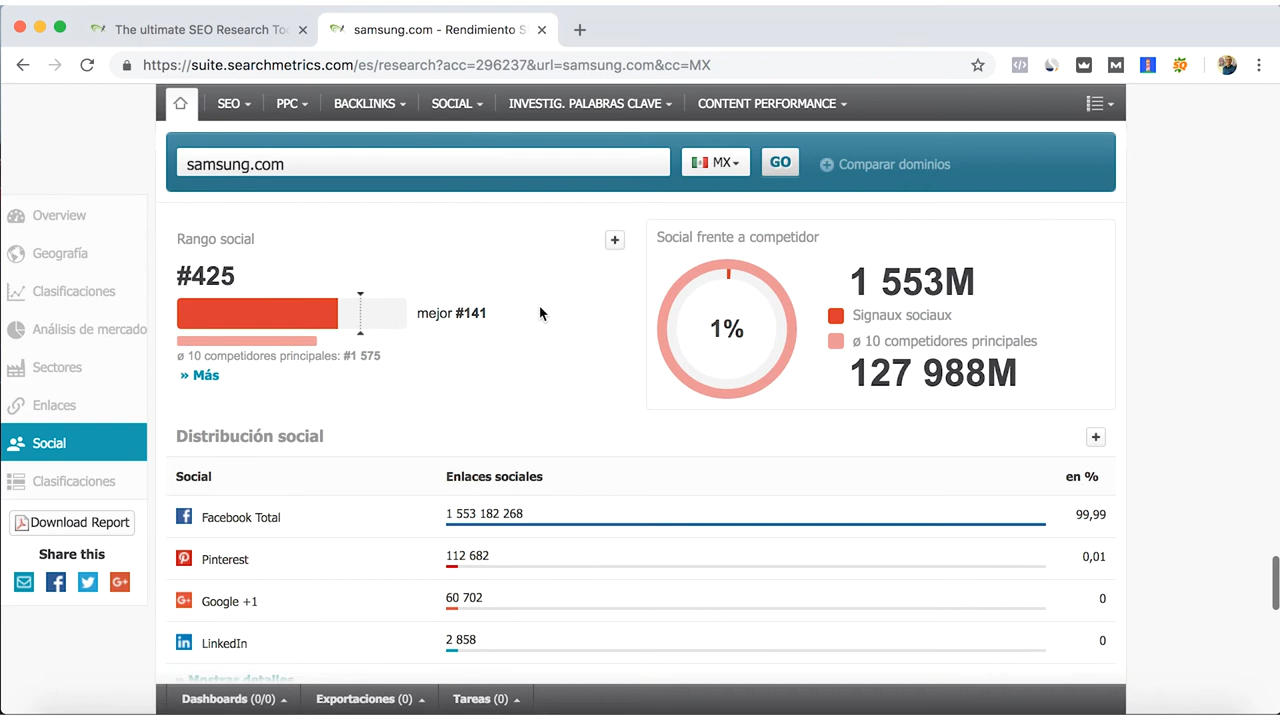 The ultimate SEO Research Too
samsung.com - Rendimiento S
https://suite.searchmetrics.com/es/research?acc=296237&url=samsung.com&cc=MX
SEO
PPC
BACKLINKS
SOCIAL
INVESTIG. PALABRAS CLAVE
CONTENT PERFORMANCE
samsung.com
MX
GO
Comparar dominios
Overview
Geografía
Clasificaciones
Análisis de mercado
Sectores
Enlaces
Social
Clasificaciones
Download Report
Share this
Rango social
#425
mejor #141
ø 10 competidores principales: #1 575
» Más
Social frente a competidor
1%
1 553M
Signaux sociaux
ø 10 competidores principales
127 988M
Distribución social
Social Enlaces sociales en %
Facebook Total 1 553 182 268 99,99
Pinterest 112 682 0,01
Google +1 60 702 0
LinkedIn 2 858 0
» Mostrar detalles
Dashboards (0/0)
Exportaciones (0)
Tareas (0)